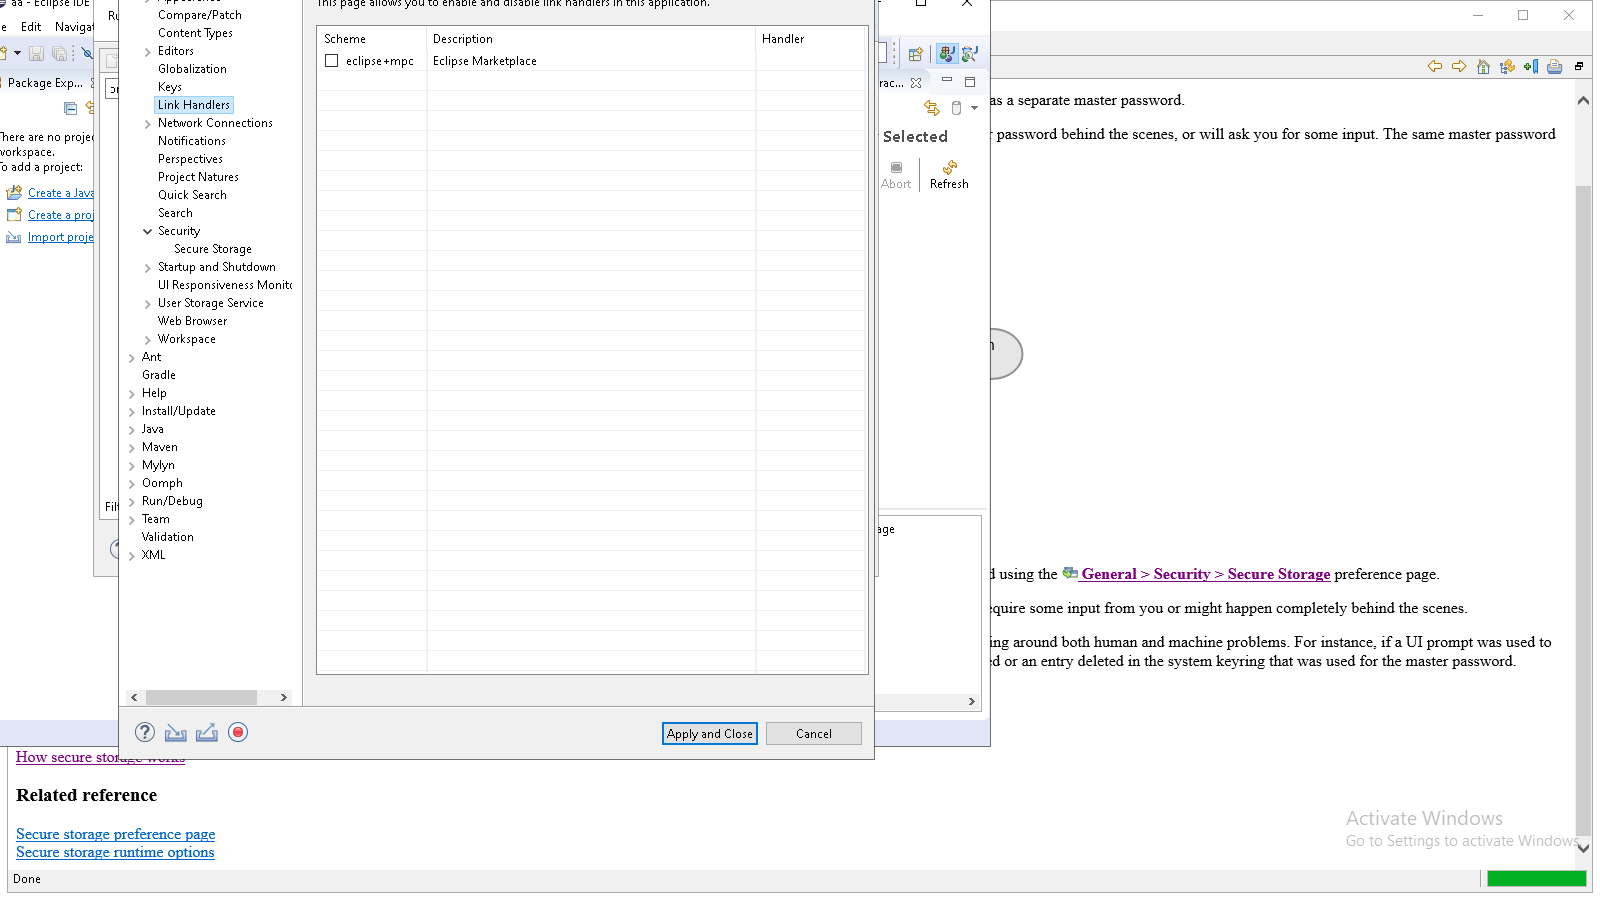 aa - Eclipse IDE
Edit
Navigat
Ru
Package Exp...
There are no projec
workspace.
To add a project:
Create a Java
Create a proj
Import proje
Compare/Patch
Content Types
Editors
Globalization
Keys
Link Handlers
Network Connections
Notifications
Perspectives
Project Natures
Quick Search
Search
Security
Secure Storage
Startup and Shutdown
UI Responsiveness Monito
User Storage Service
Web Browser
Workspace
Ant
Gradle
Help
Install/Update
Java
Maven
Mylyn
Oomph
Run/Debug
Team
Validation
XML
This page allows you to enable and disable link handlers in this application.
Scheme Description Handler
eclipse+mpc Eclipse Marketplace
Apply and Close Cancel
rac...
Selected
Abort Refresh
age
as a separate master password.
r password behind the scenes, or will ask you for some input. The same master password
n
d using the General > Security > Secure Storage preference page.
equire some input from you or might happen completely behind the scenes.
ing around both human and machine problems. For instance, if a UI prompt was used to
ed or an entry deleted in the system keyring that was used for the master password.
How secure storage works
Related reference
Secure storage preference page
Secure storage runtime options
Done
Activate Windows
Go to Settings to activate Windows.